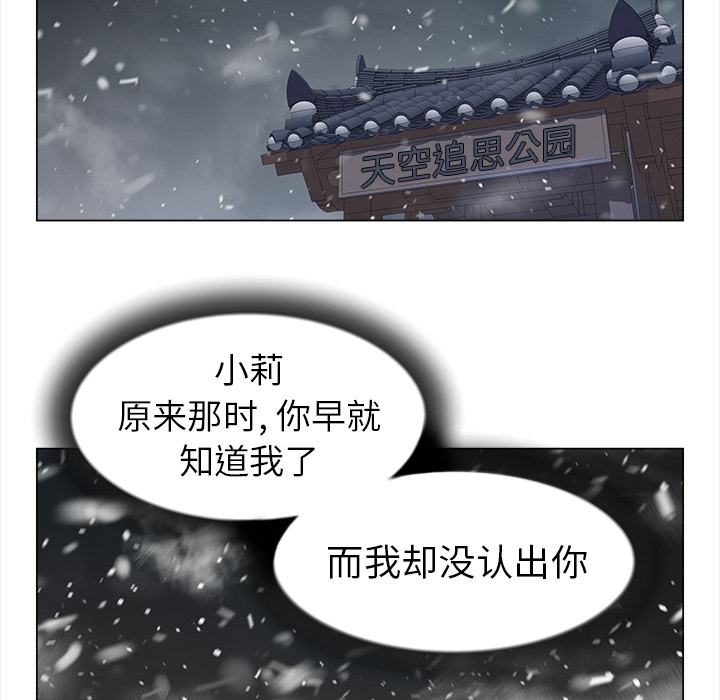 天空追思公园
小莉
原来那时, 你早就
知道我了
而我却没认出你